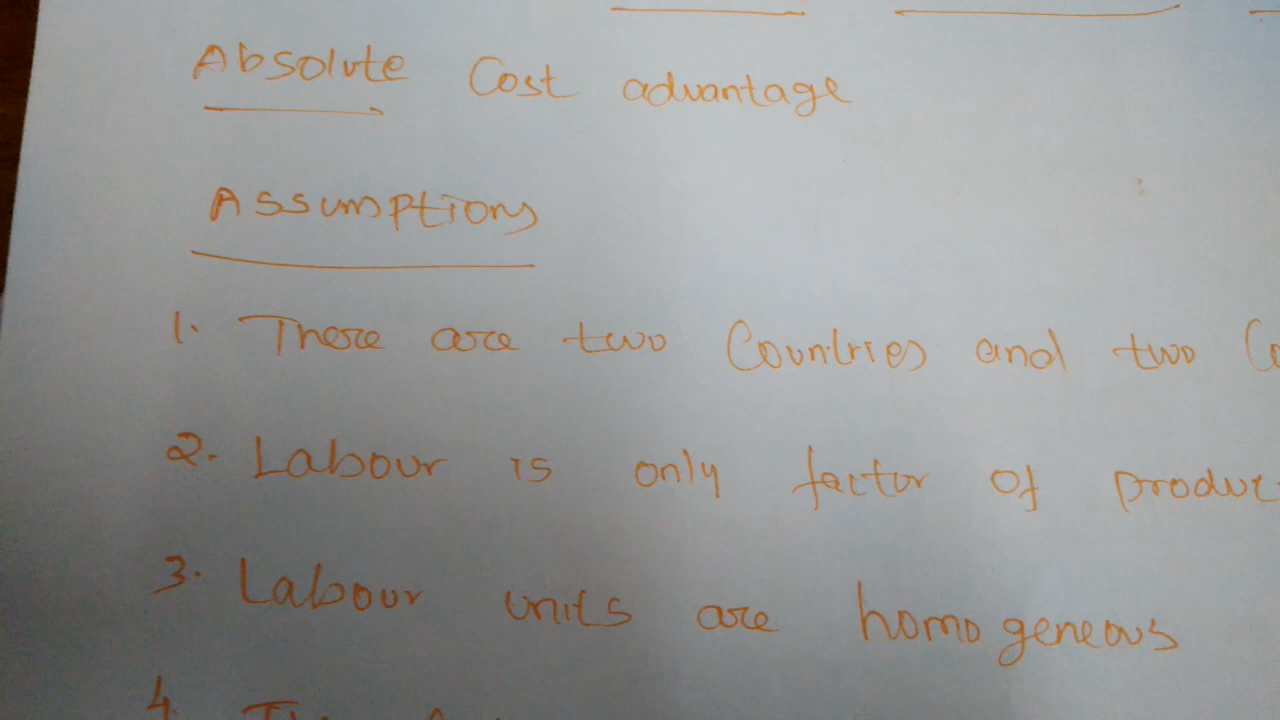 Absolute Cost advantage
Assumptions
1. There are two Countries and two
2. Labour is only factor of
3. Labour units are homogeneous
4.